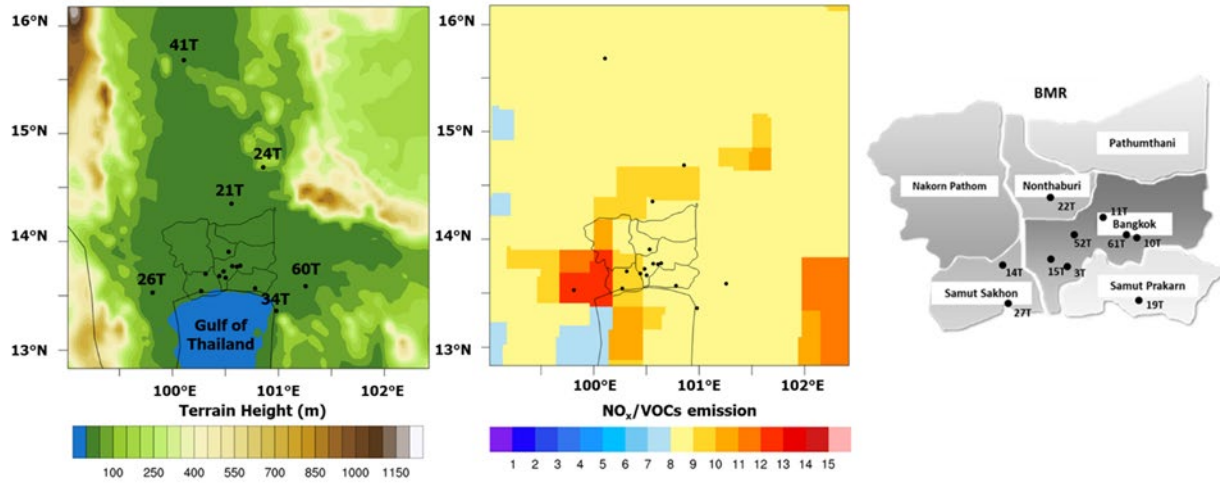 16°N
15°N
14°N
13°N
41T
24T
21T
26T
60T
34T
Gulf of
Thailand
100°E 101°E 102°E
Terrain Height (m)
100 250 400 550 700 850 1000 1150
16°N
15°N
14°N
13°N
100°E 101°E 102°E
NOx/VOCs emission
1 2 3 4 5 6 7 8 9 10 11 12 13 14 15
BMR
Pathumthani
Nakorn Pathom
Nonthaburi
22T
11T
Bangkok
52T
61T
10T
14T
15T
3T
Samut Sakhon
Samut Prakarn
27T
19T